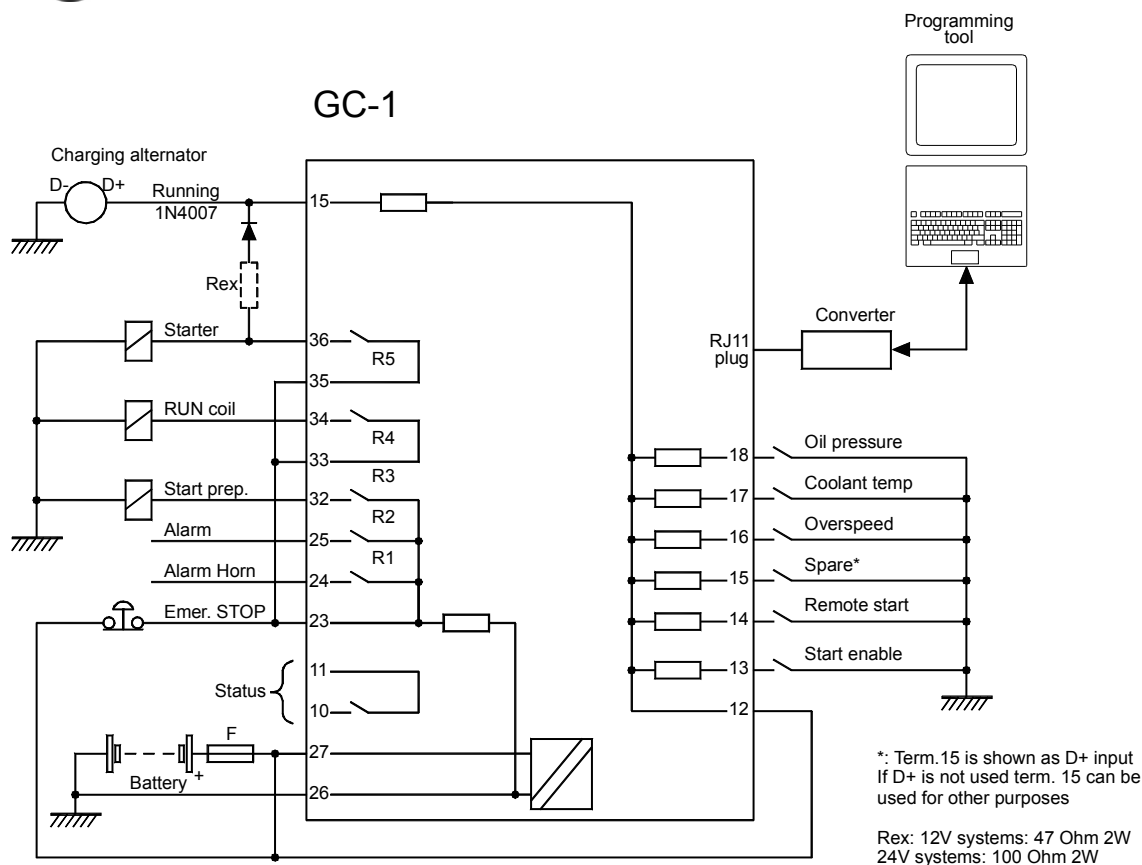 Programming
tool
GC-1
Charging alternator
D-
D+
Running
1N4007
15
Rex
Starter
36
R5
35
RUN coil
34
R4
33
R3
Start prep.
32
R2
Alarm
25
R1
Alarm Horn
24
Emer. STOP
23
11
Status
10
F
27
+
Battery
26
Converter
RJ11
plug
18
Oil pressure
17
Coolant temp
16
Overspeed
15
Spare*
14
Remote start
13
Start enable
12
*: Term.15 is shown as D+ input
If D+ is not used term. 15 can be
used for other purposes
Rex: 12V systems: 47 Ohm 2W
24V systems: 100 Ohm 2W